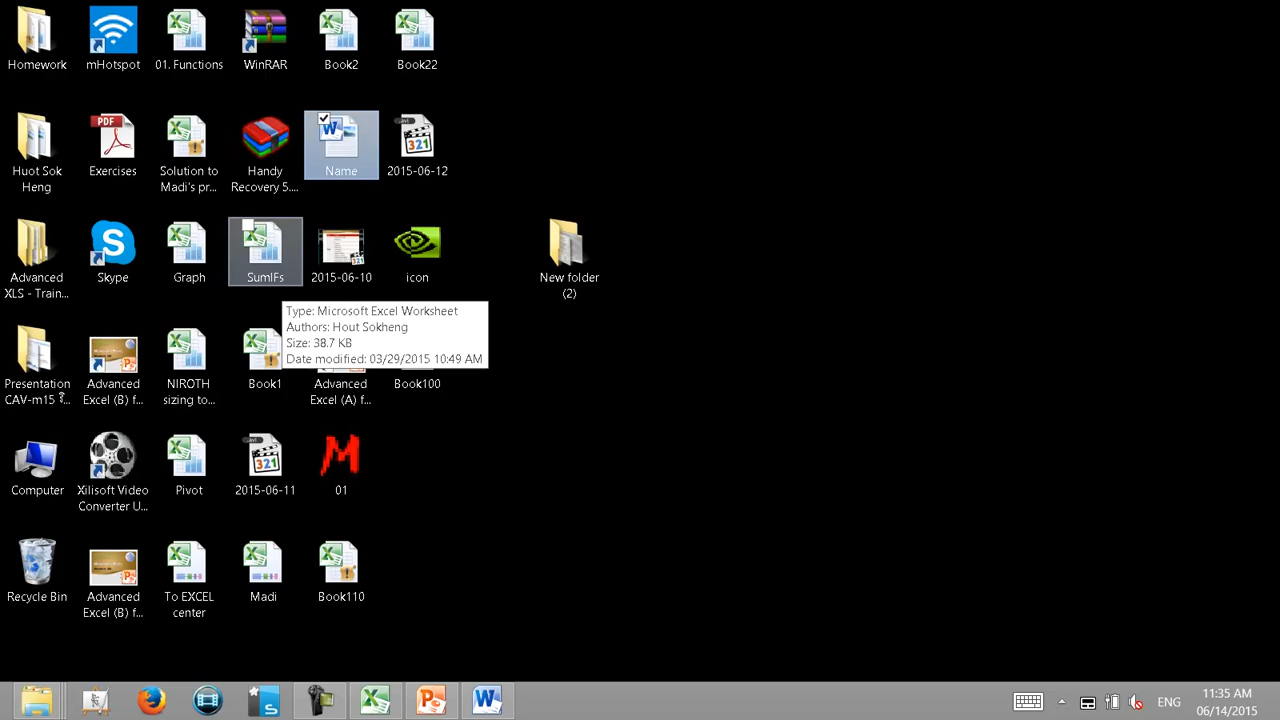 Homework
mHotspot
01. Functions
WinRAR
Book2
Book22
Huot Sok
Heng
PDF
Exercises
Solution to
Madi's pr...
Handy
Recovery 5....
Name
321
2015-06-12
Advanced
XLS - Train...
Skype
Graph
SumIFs
321
2015-06-10
icon
New folder
(2)
Type: Microsoft Excel Worksheet
Authors: Hout Sokheng
Size: 38.7 KB
Date modified: 03/29/2015 10:49 AM
Presentation
CAV-m15
Advanced
Excel (B) f...
NIROTH
sizing to...
Book1
Advanced
Excel (A) f...
Book100
Computer
Xilisoft Video
Converter U...
Pivot
321
2015-06-11
M
01
Recycle Bin
Advanced
Excel (B) f...
To EXCEL
center
Madi
Book110
ENG
11:35 AM
06/14/2015